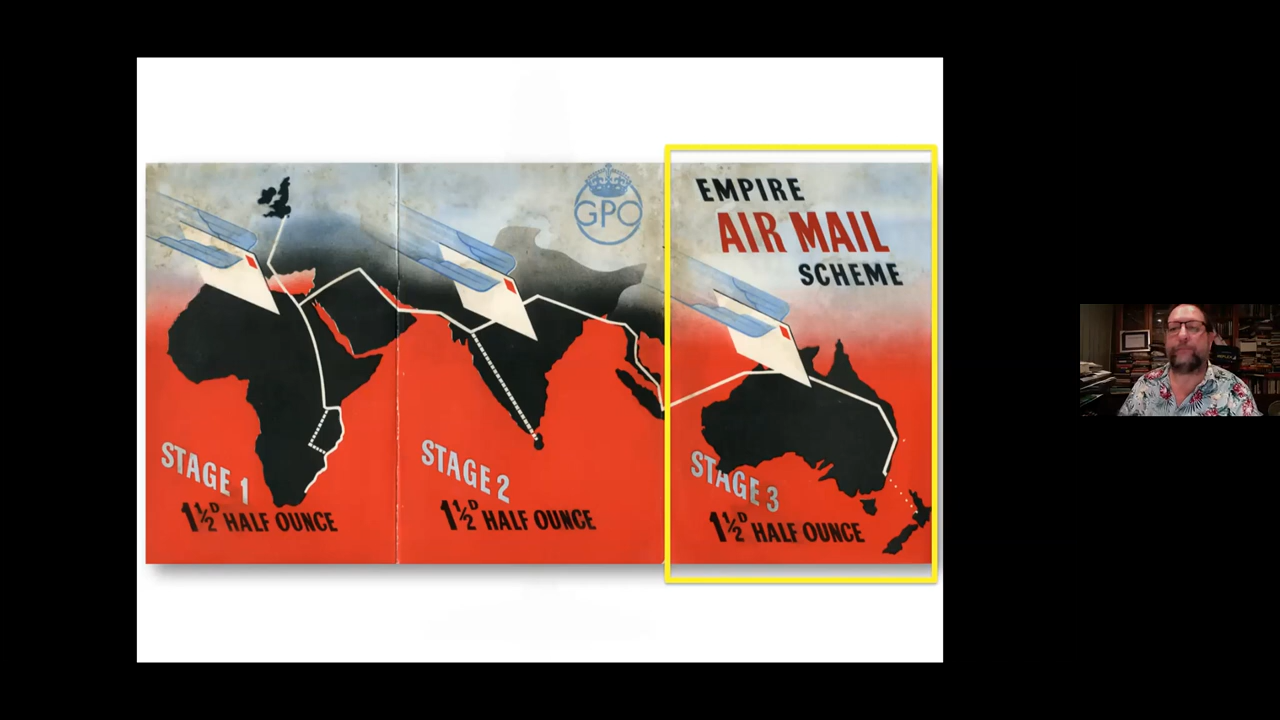 GPO
EMPIRE
AIR MAIL
SCHEME
STAGE 1
1½D HALF OUNCE
STAGE 2
1½D HALF OUNCE
STAGE 3
1½D HALF OUNCE